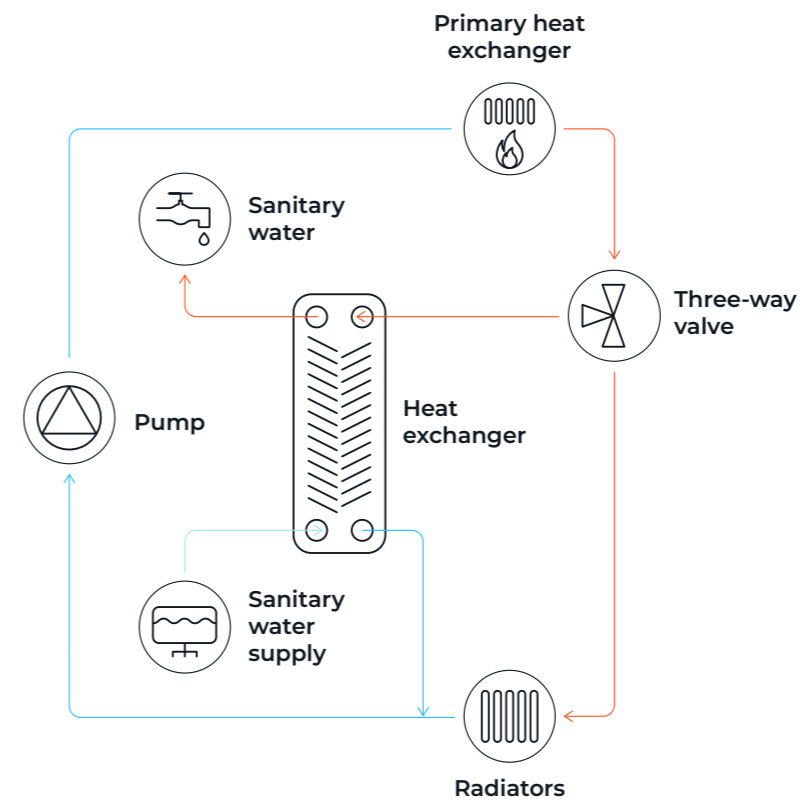 Primary heat
exchanger
Sanitary
water
Three-way
valve
Heat
exchanger
Pump
Sanitary
water
supply
Radiators